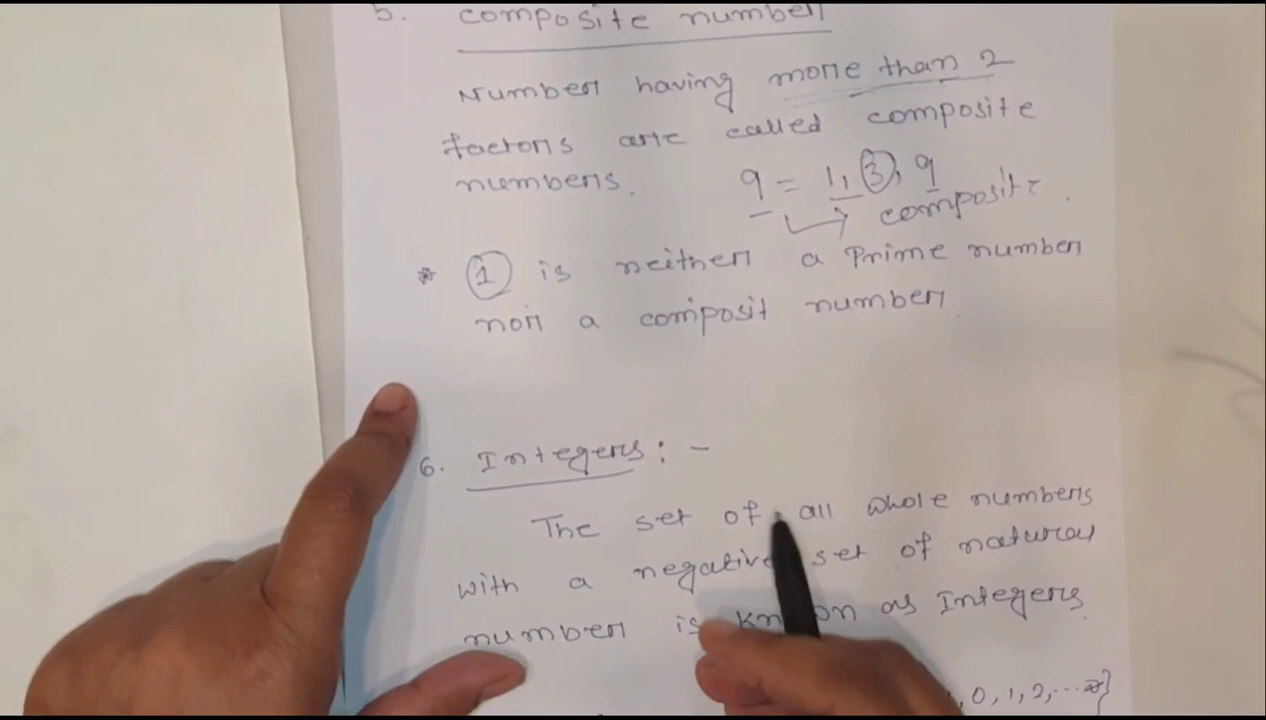 5. composite number
Number having more than 2
factors are called composite
numbers. 9 = 1, 3, 9
composite.
* 1 is neither a Prime number
nor a composit number.
6. Integers : -
The set of all whole numbers
with a negative set of natural
number is known as Integers.
, 0, 1, 2, ...